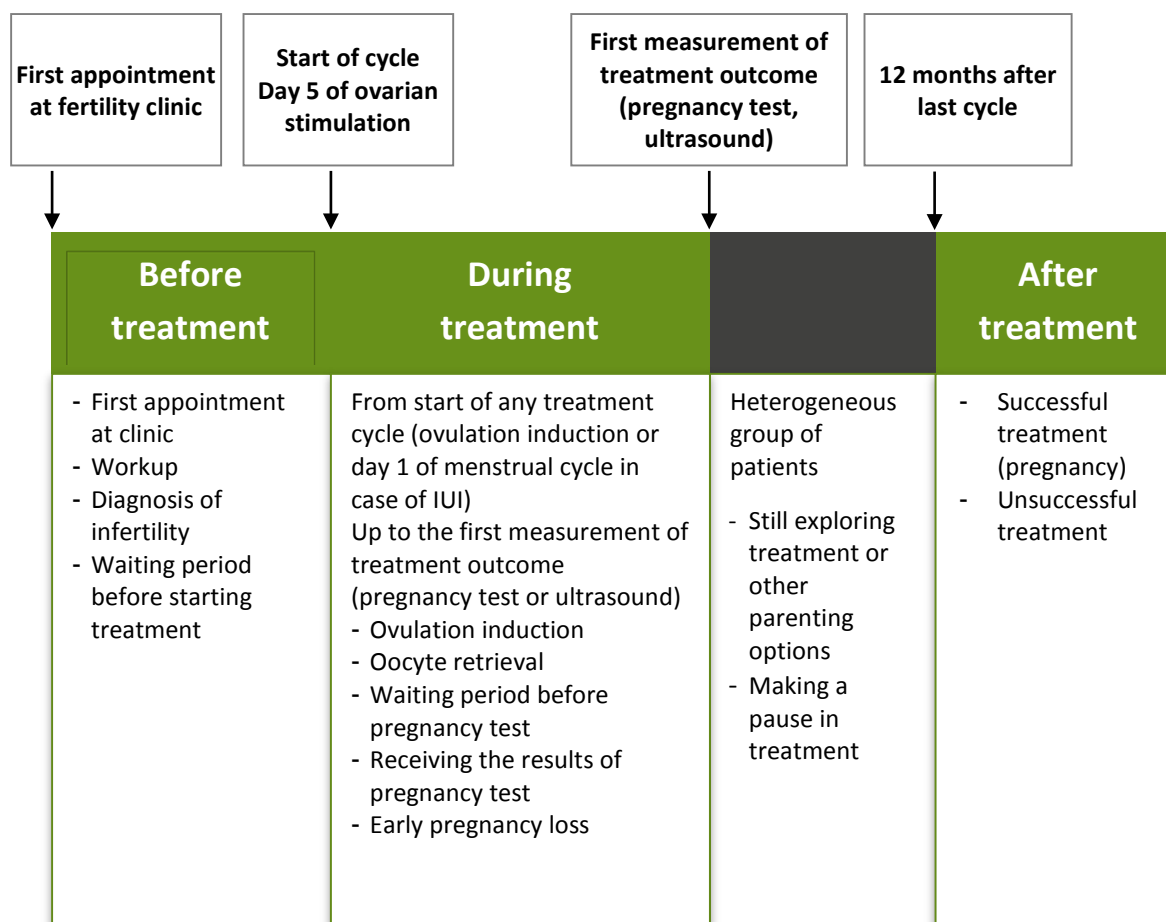 First appointment
at fertility clinic
Start of cycle
Day 5 of ovarian
stimulation
First measurement of
treatment outcome
(pregnancy test,
ultrasound)
12 months after
last cycle
Before
treatment
During
treatment
After
treatment
- First appointment
at clinic
- Workup
- Diagnosis of
infertility
- Waiting period
before starting
treatment
From start of any treatment
cycle (ovulation induction or
day 1 of menstrual cycle in
case of IUI)
Up to the first measurement of
treatment outcome
(pregnancy test or ultrasound)
- Ovulation induction
- Oocyte retrieval
- Waiting period before
pregnancy test
- Receiving the results of
pregnancy test
- Early pregnancy loss
Heterogeneous
group of
patients
- Still exploring
treatment or
other
parenting
options
- Making a
pause in
treatment
- Successful
treatment
(pregnancy)
- Unsuccessful
treatment